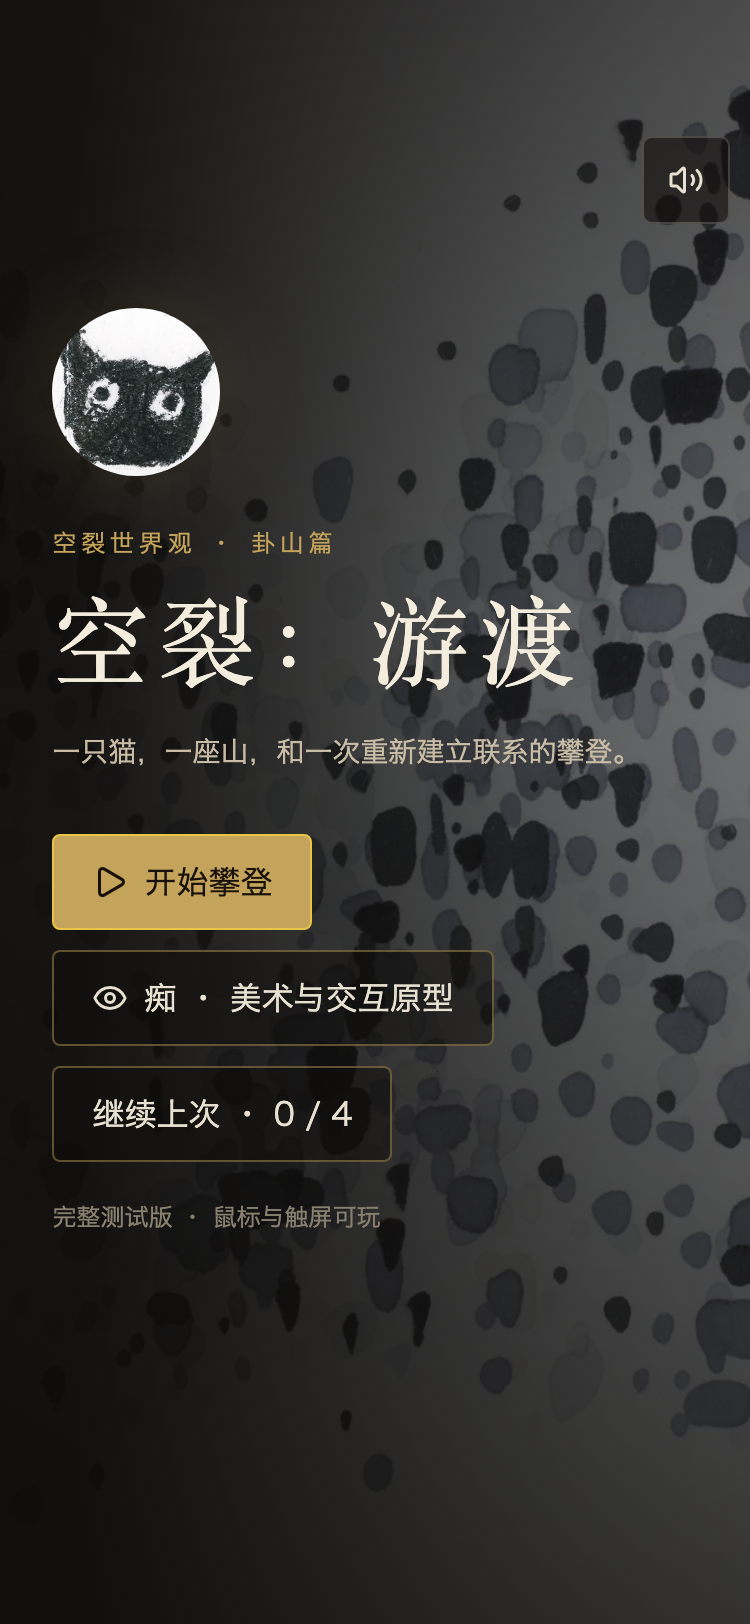 空裂世界观 · 卦山篇
空裂：游渡
一只猫，一座山，和一次重新建立联系的攀登。
开始攀登
痴 · 美术与交互原型
继续上次 · 0 / 4
完整测试版 · 鼠标与触屏可玩